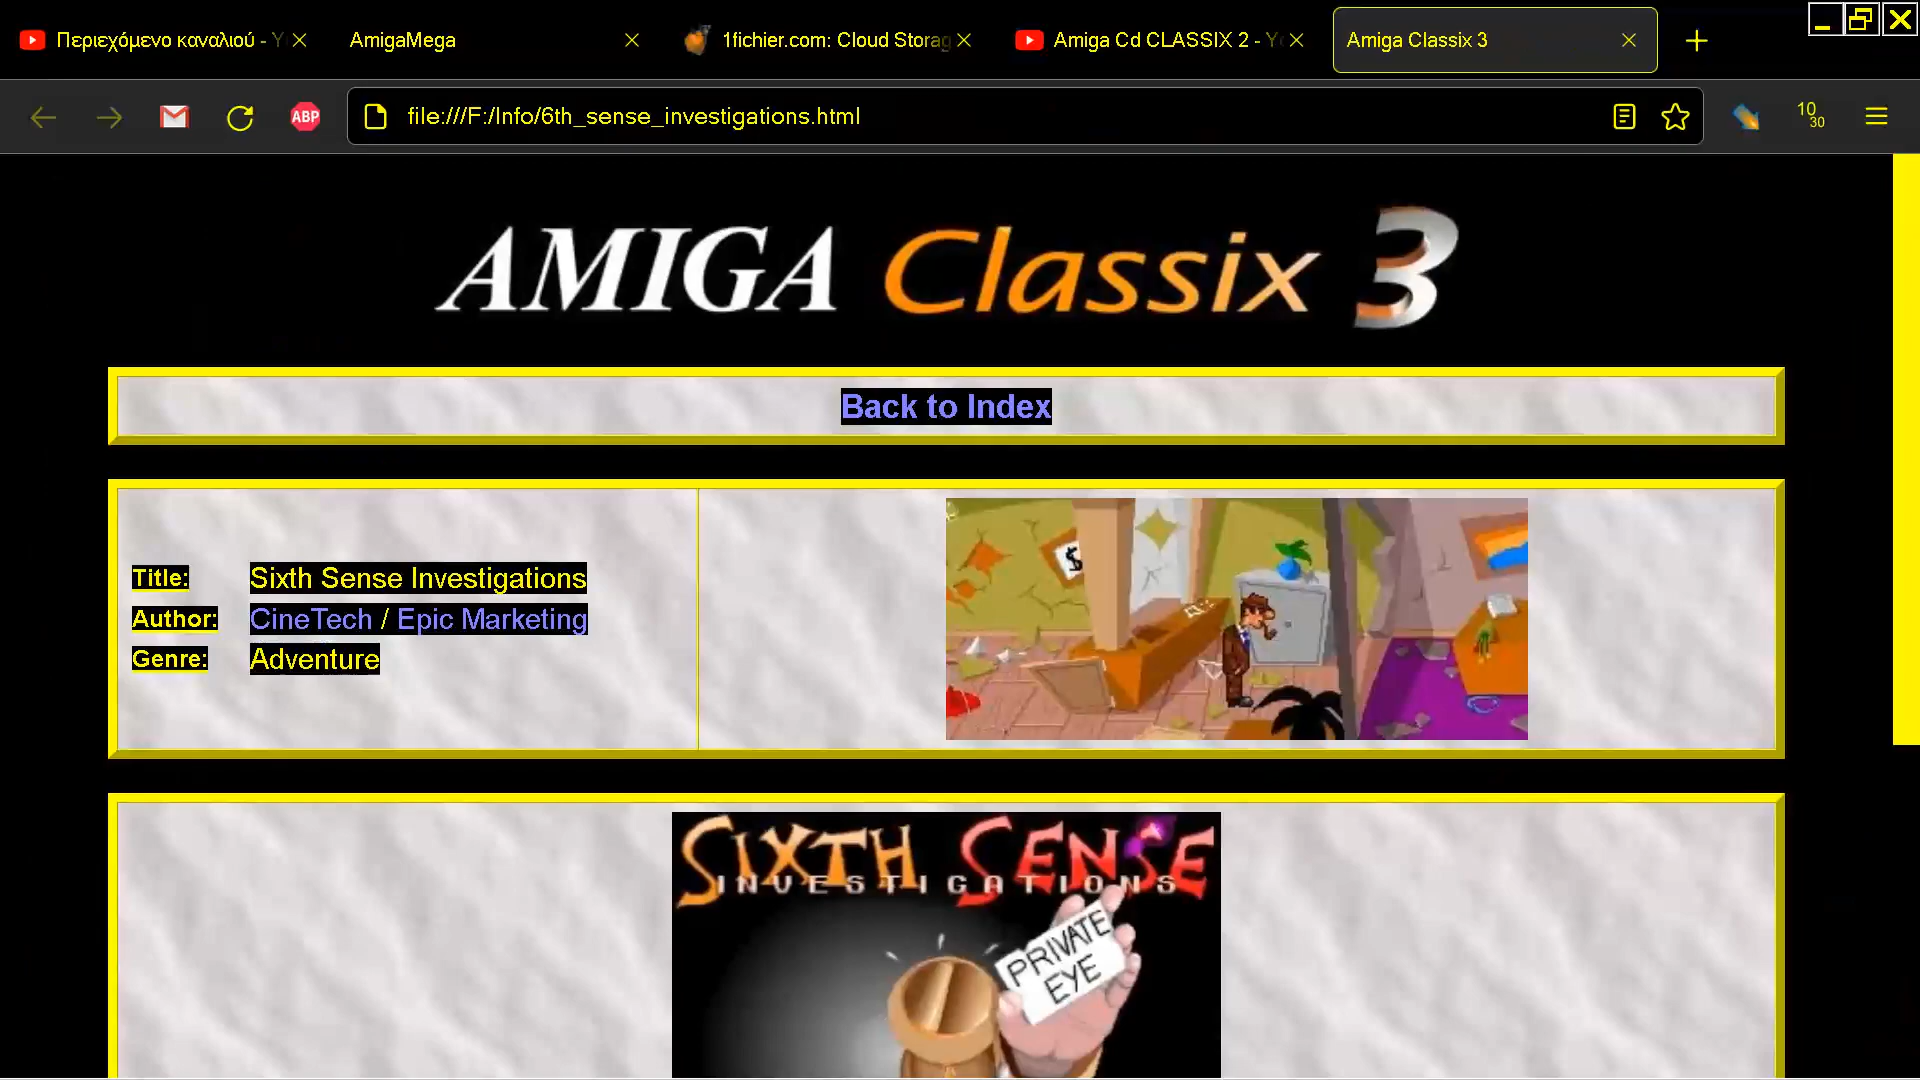 Περιεχόμενο καναλιού - Y
AmigaMega
1fichier.com: Cloud Storag
Amiga Cd CLASSIX 2 - Y
Amiga Classix 3
ABP
file:///F:/Info/6th_sense_investigations.html
10
30
AMIGA Classix 3
Back to Index
Title: Sixth Sense Investigations
Author: CineTech / Epic Marketing
Genre: Adventure
$
SIXTH SENSE
INVESTIGATIONS
PRIVATE
EYE